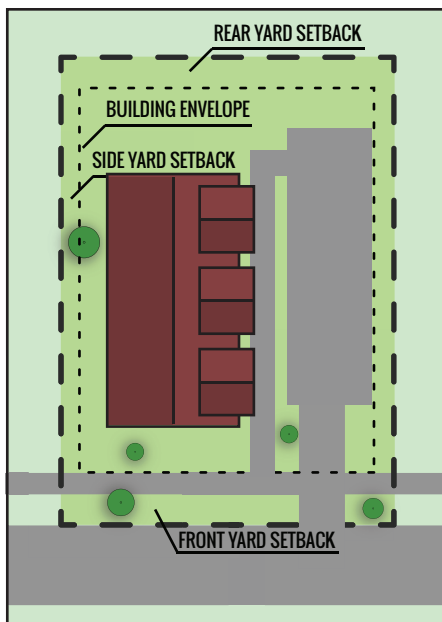 REAR YARD SETBACK
BUILDING ENVELOPE
SIDE YARD SETBACK
FRONT YARD SETBACK